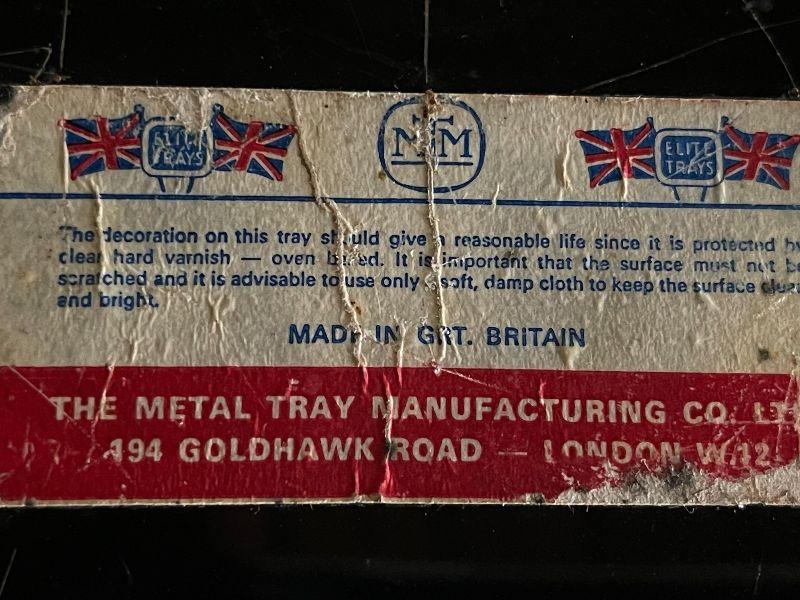 ELITE TRAYS
MTM
ELITE TRAYS
The decoration on this tray should give a reasonable life since it is protected by
clear hard varnish — oven baked. It is important that the surface must not be
scratched and it is advisable to use only a soft, damp cloth to keep the surface clean
and bright.
MADE IN GRT. BRITAIN
THE METAL TRAY MANUFACTURING CO. LTD
194 GOLDHAWK ROAD — LONDON W.12.